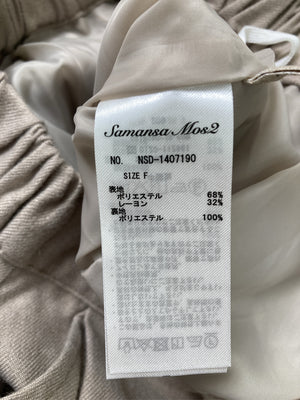 Samansa Mos2
NO. NSD-1407190
SIZE F
表地
ポリエステル 68%
レーヨン 32%
裏地
ポリエステル 100%